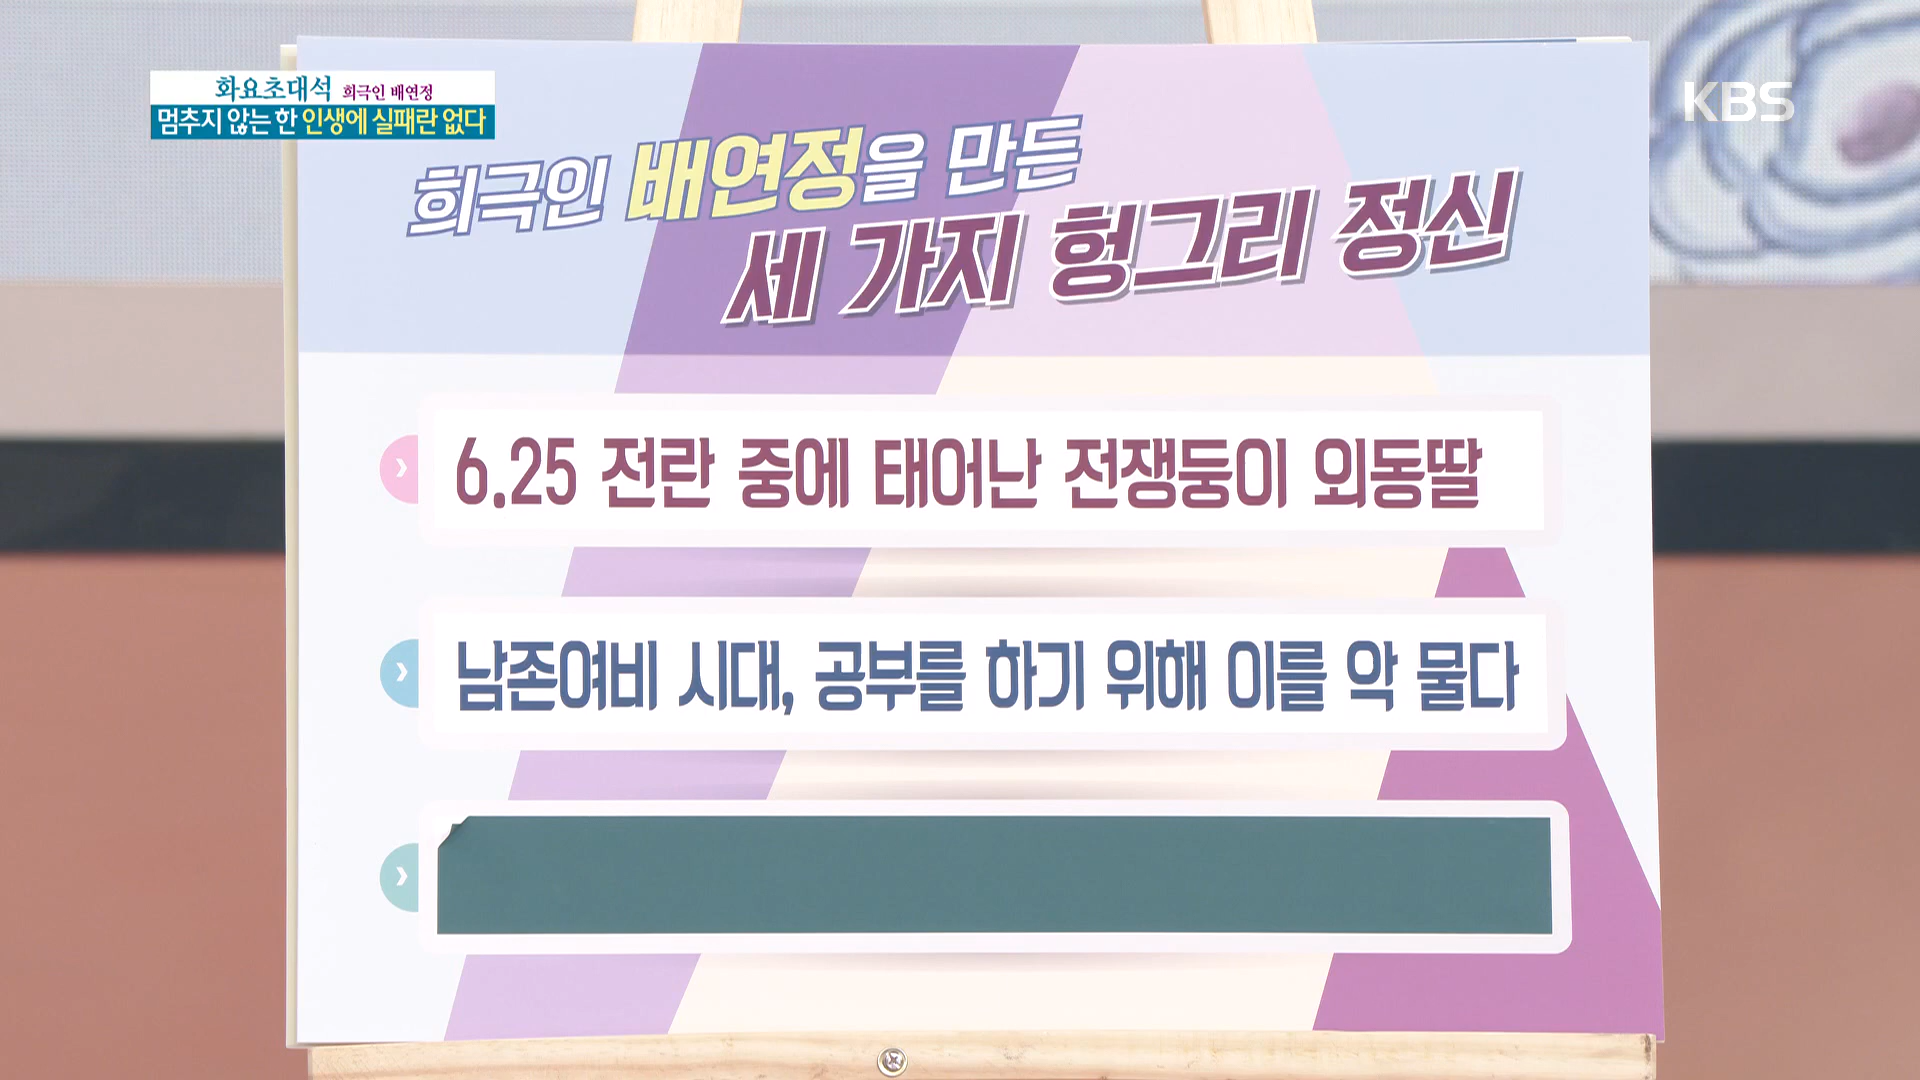 화요초대석 희극인 배연정
멈추지 않는 한 인생에 실패란 없다
KBS
희극인 배연정을 만든
세 가지 헝그리 정신
6.25 전란 중에 태어난 전쟁둥이 외동딸
남존여비 시대, 공부를 하기 위해 이를 악 물다